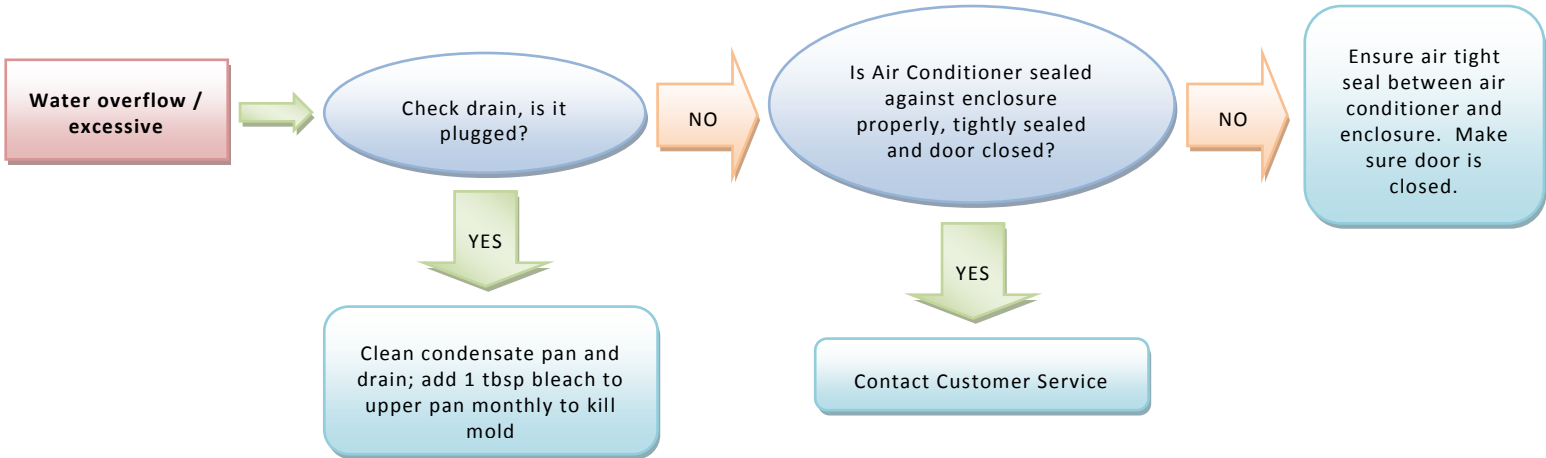 Water overflow /
excessive
Check drain, is it
plugged?
NO
Is Air Conditioner sealed
against enclosure
properly, tightly sealed
and door closed?
NO
Ensure air tight
seal between air
conditioner and
enclosure. Make
sure door is
closed.
YES
YES
Clean condensate pan and
drain; add 1 tbsp bleach to
upper pan monthly to kill
mold
Contact Customer Service